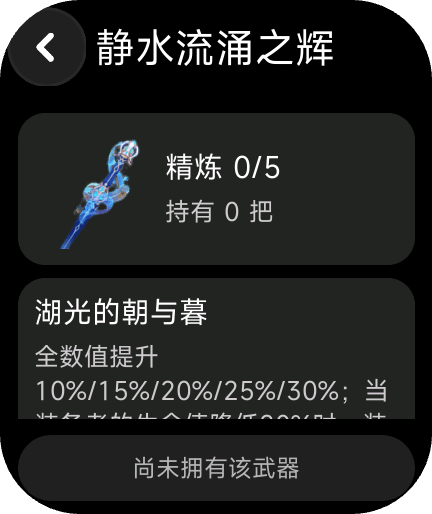 静水流涌之辉
精炼 0/5
持有 0 把
湖光的朝与暮
全数值提升
10%/15%/20%/25%/30%；当
尚未拥有该武器